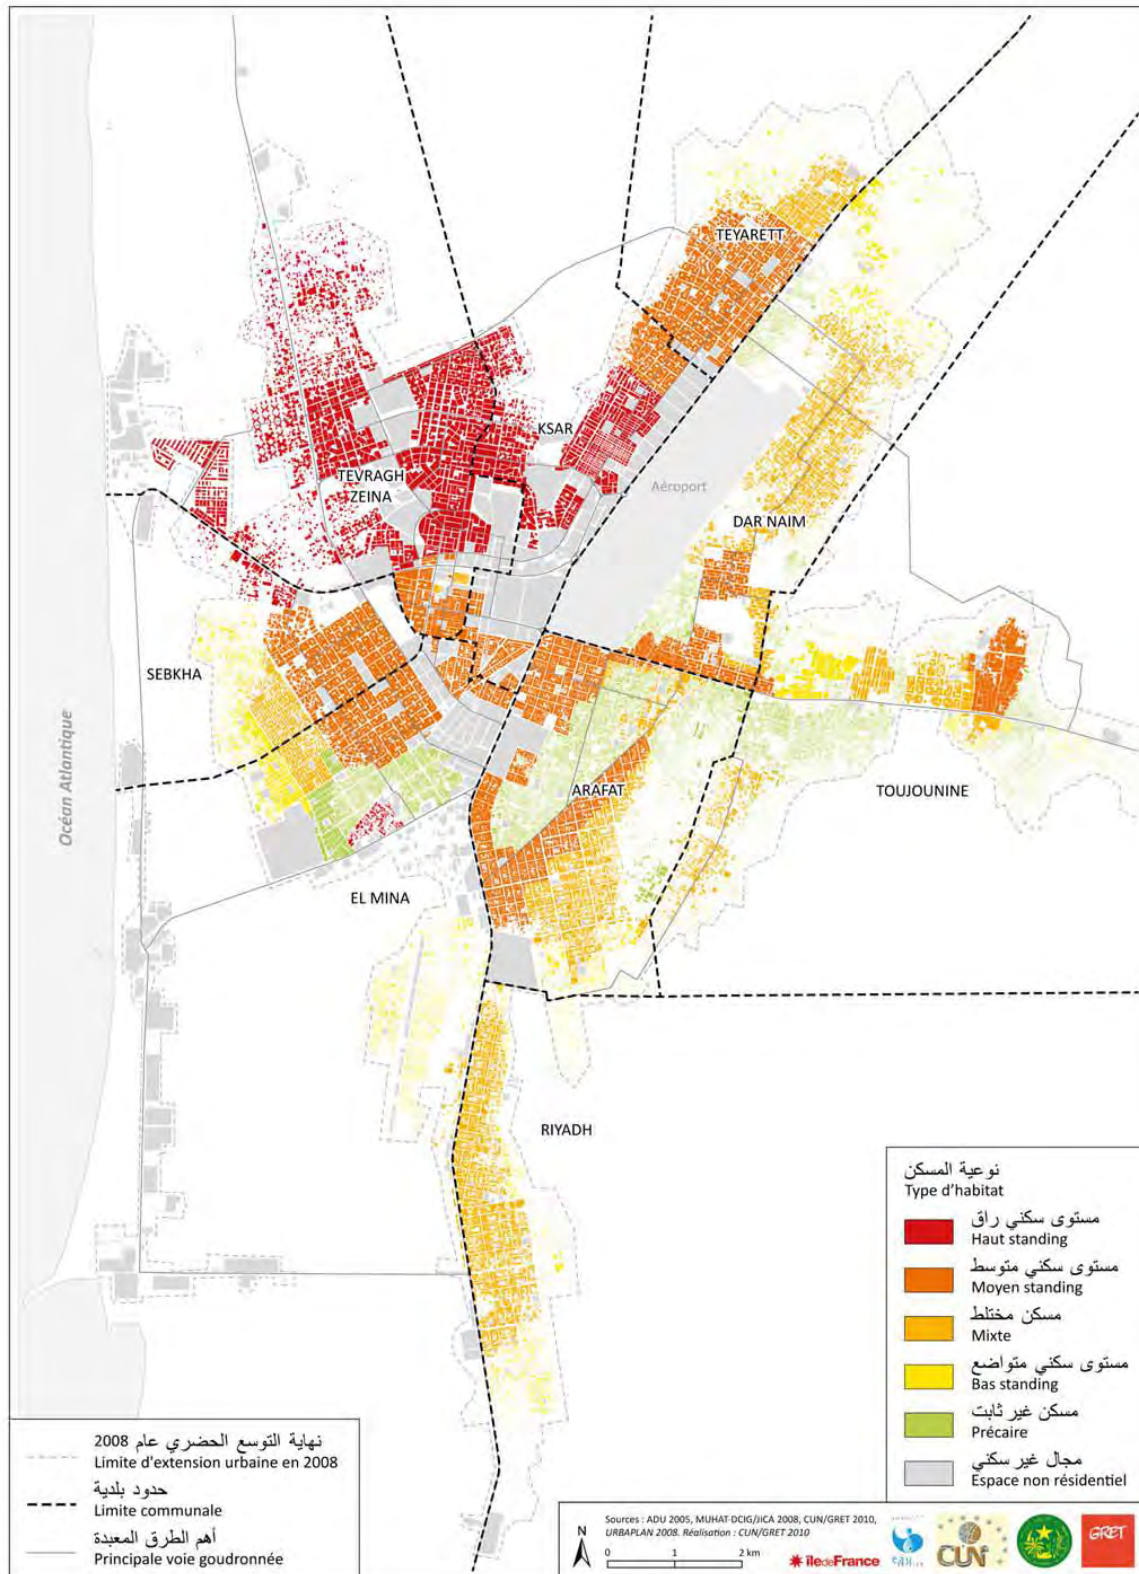 TEYARETT
KSAR
TEVRAGH
ZEINA
Aéroport
DAR NAIM
SEBKHA
Océan Atlantique
ARAFAT
TOUJOUNINE
EL MINA
RIYADH
نوعية المسكن
Type d'habitat
مستوى سكني راق
Haut standing
مستوى سكني متوسط
Moyen standing
مسكن مختلط
Mixte
مستوى سكني متواضع
Bas standing
مسكن غير ثابت
Précaire
مجال غير سكني
Espace non résidentiel
نهاية التوسع الحضري عام 2008
Limite d'extension urbaine en 2008
حدود بلدية
Limite communale
أهم الطرق المعبدة
Principale voie goudronnée
N
Sources : ADU 2005, MUHAT-DCIG/JICA 2008, CUN/GRET 2010,
URBAPLAN 2008. Réalisation : CUN/GRET 2010
0 1 2 km
îledeFrance
CUN
GRET